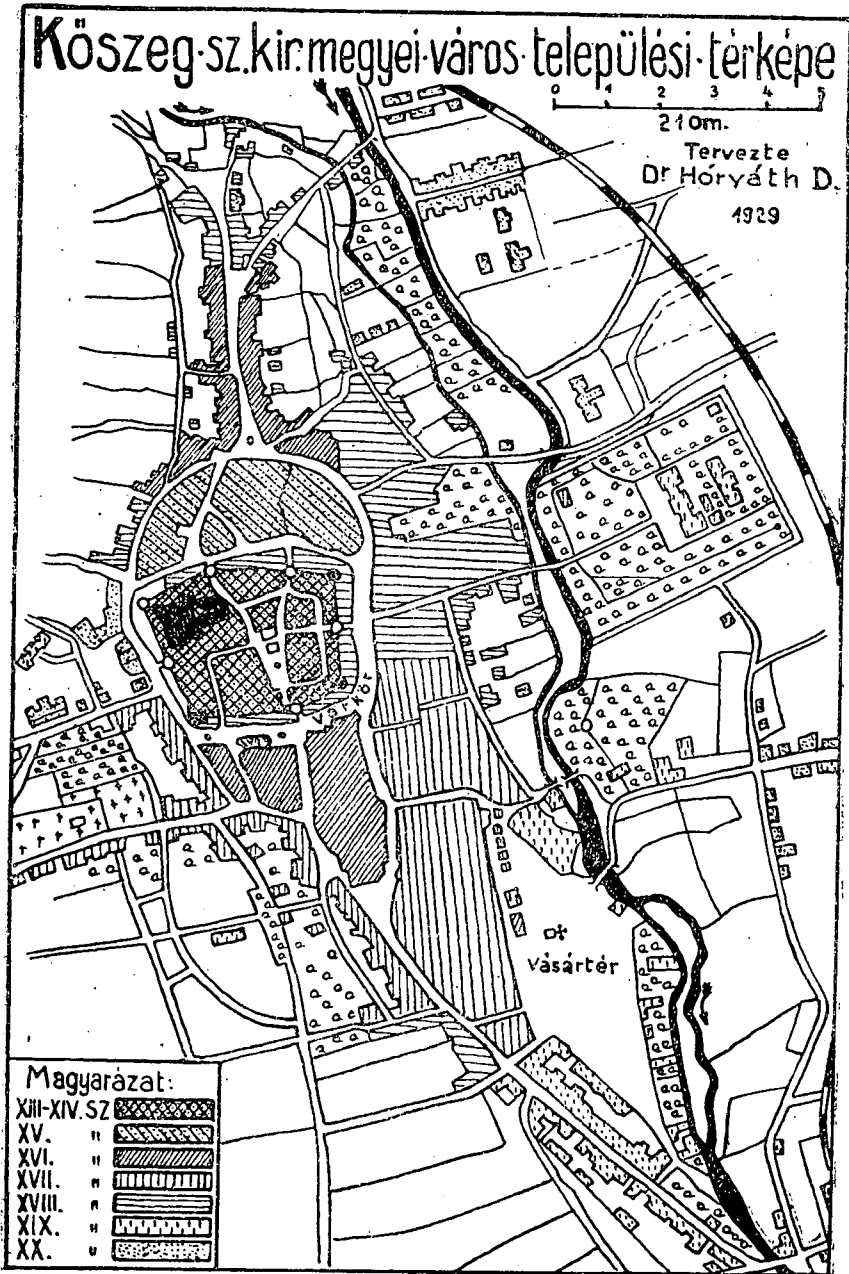 Kőszeg·sz.kir.megyei·város·települési·térképe
0 1 2 3 4 5
210m.
Tervezte
Dr Hórváth D.
1929
Várkör
Vásártér
Magyarázat:
XIII-XIV. SZ
XV. "
XVI. "
XVII. "
XVIII. "
XIX. "
XX. "